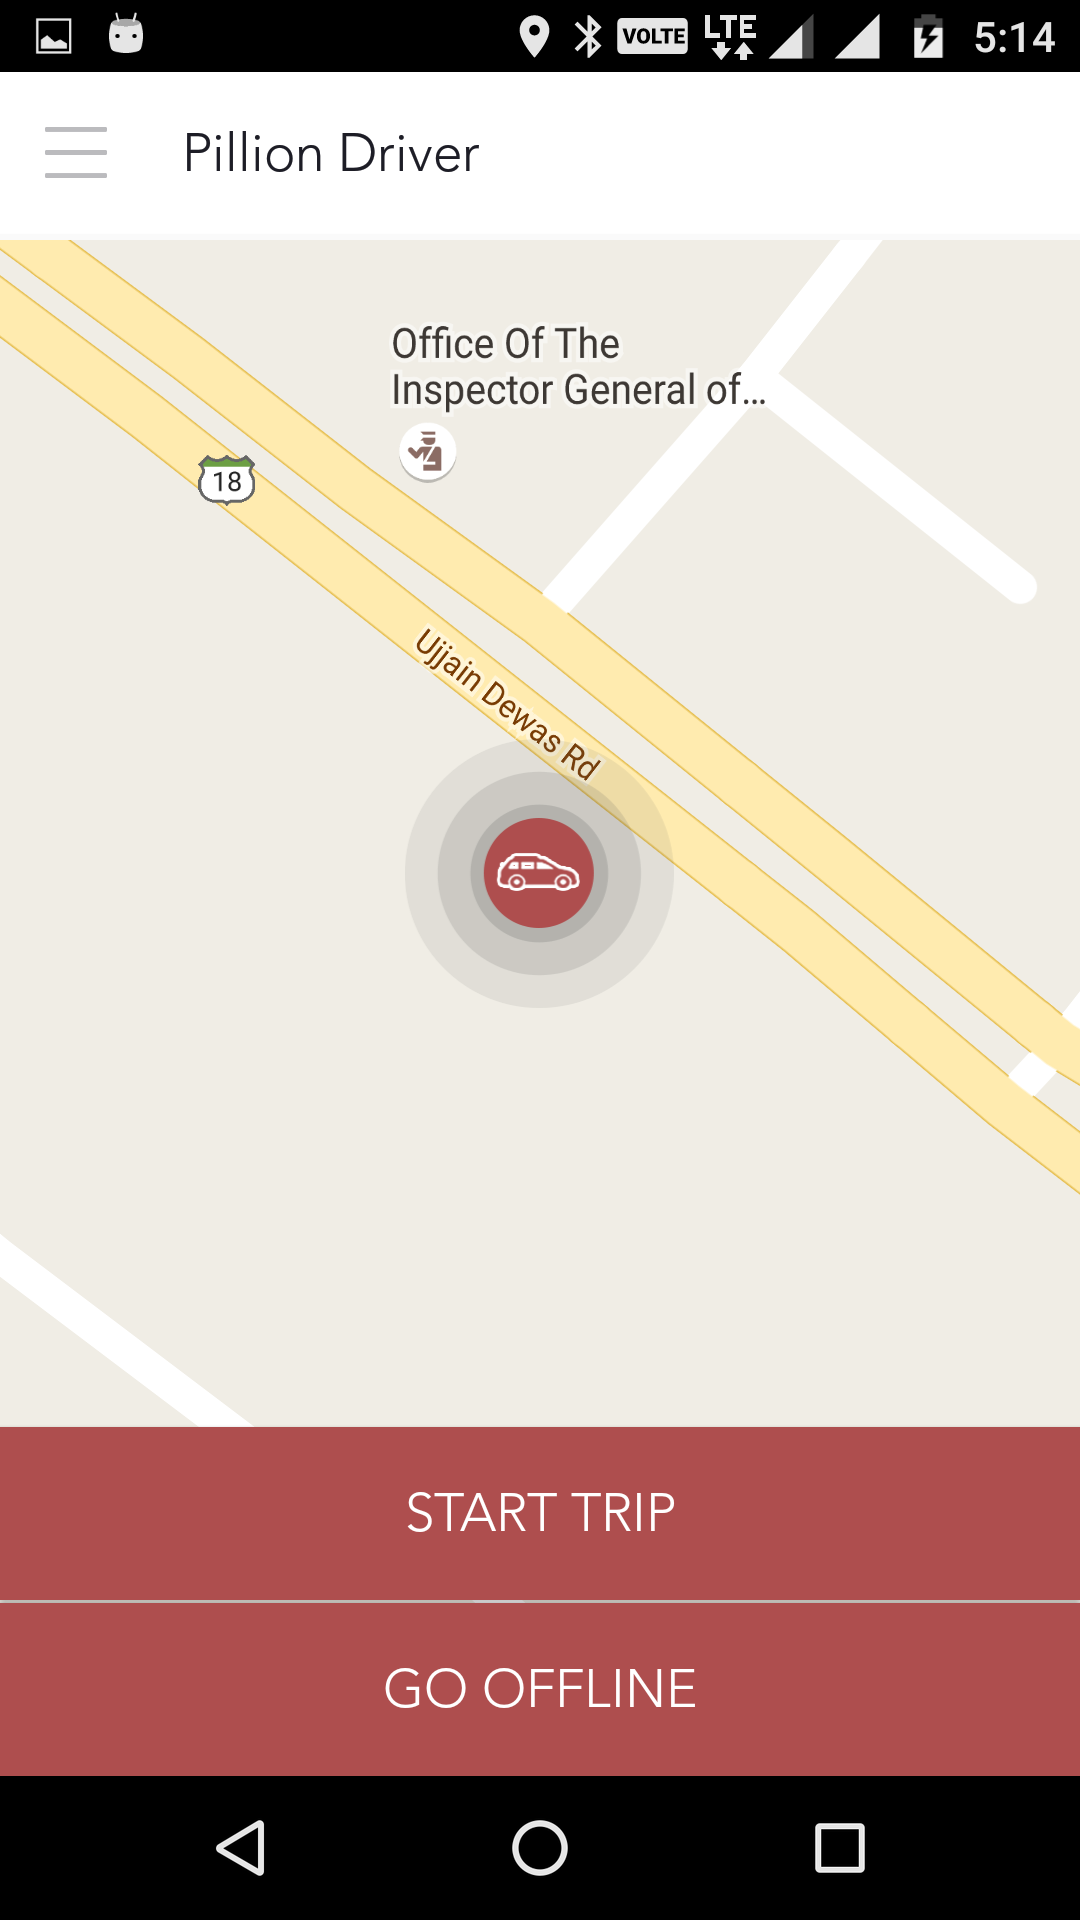 VOLTE LTE 5:14
Pillion Driver
Office Of The
Inspector General of...
18
Ujjain Dewas Rd
START TRIP
GO OFFLINE